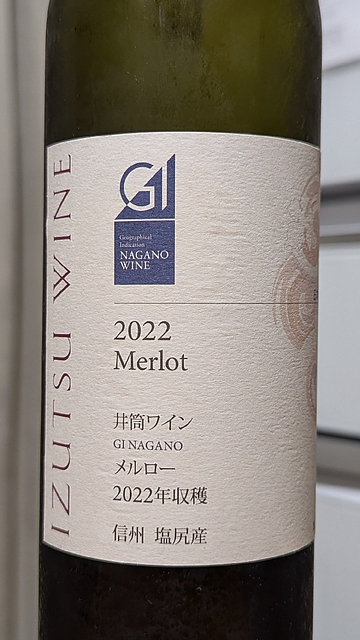 IZUTSU WINE
GI
Geographical
Indication
NAGANO
WINE
2022
Merlot
井筒ワイン
GI NAGANO
メルロー
2022年収穫
信州 塩尻産